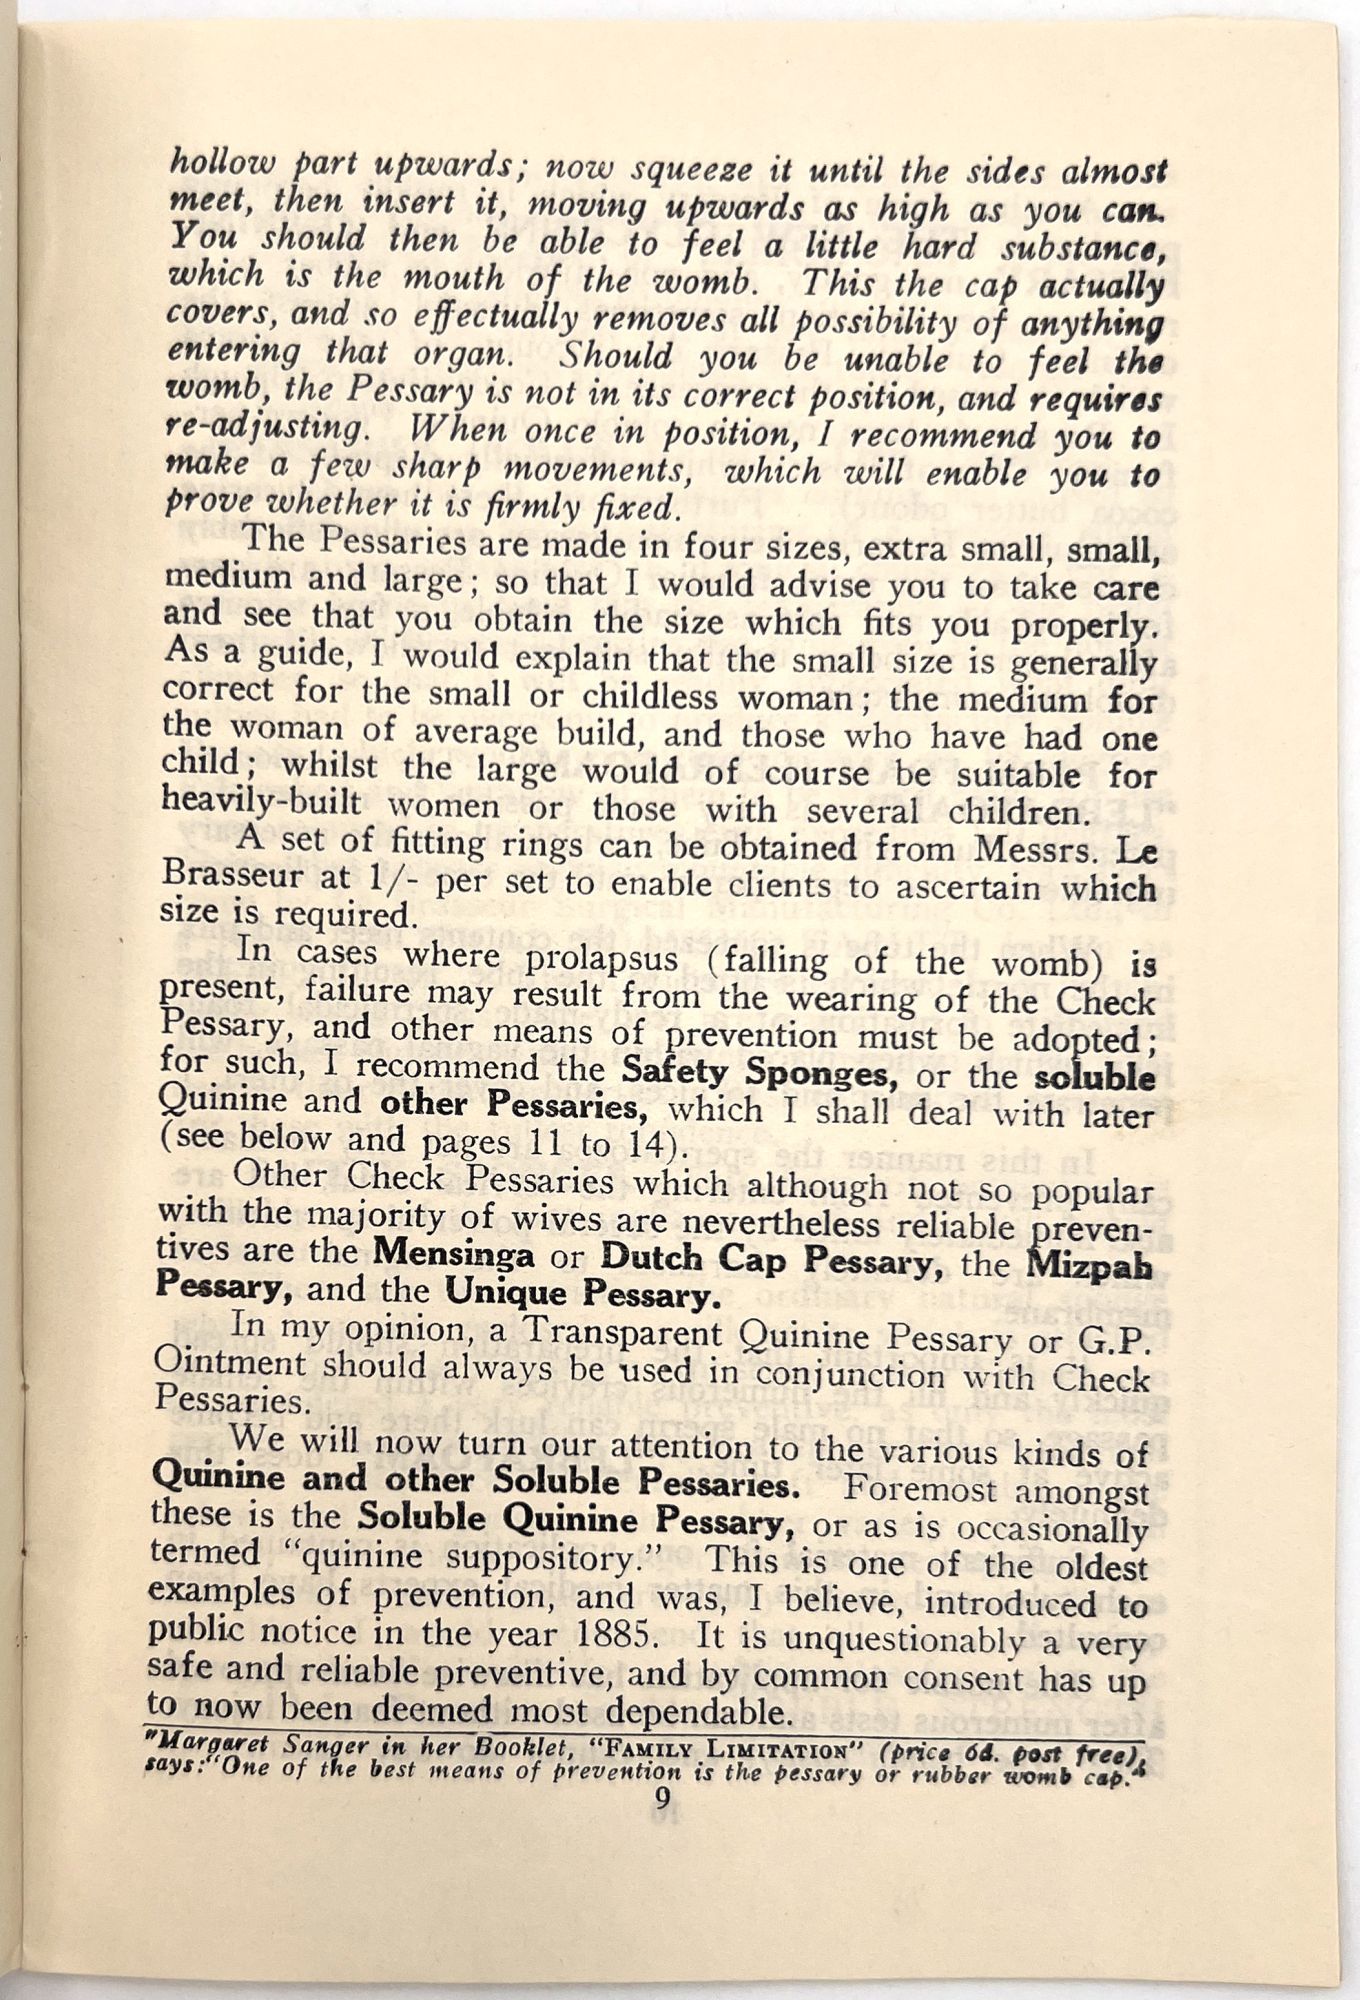 hollow part upwards; now squeeze it until the sides almost
meet, then insert it, moving upwards as high as you can.
You should then be able to feel a little hard substance,
which is the mouth of the womb. This the cap actually
covers, and so effectually removes all possibility of anything
entering that organ. Should you be unable to feel the
womb, the Pessary is not in its correct position, and requires
re-adjusting. When once in position, I recommend you to
make a few sharp movements, which will enable you to
prove whether it is firmly fixed.
The Pessaries are made in four sizes, extra small, small,
medium and large; so that I would advise you to take care
and see that you obtain the size which fits you properly.
As a guide, I would explain that the small size is generally
correct for the small or childless woman; the medium for
the woman of average build, and those who have had one
child; whilst the large would of course be suitable for
heavily-built women or those with several children.
A set of fitting rings can be obtained from Messrs. Le
Brasseur at 1/- per set to enable clients to ascertain which
size is required.
In cases where prolapsus (falling of the womb) is
present, failure may result from the wearing of the Check
Pessary, and other means of prevention must be adopted;
for such, I recommend the Safety Sponges, or the soluble
Quinine and other Pessaries, which I shall deal with later
(see below and pages 11 to 14).
Other Check Pessaries which although not so popular
with the majority of wives are nevertheless reliable preven-
tives are the Mensinga or Dutch Cap Pessary, the Mizpah
Pessary, and the Unique Pessary.
In my opinion, a Transparent Quinine Pessary or G.P.
Ointment should always be used in conjunction with Check
Pessaries.
We will now turn our attention to the various kinds of
Quinine and other Soluble Pessaries. Foremost amongst
these is the Soluble Quinine Pessary, or as is occasionally
termed "quinine suppository." This is one of the oldest
examples of prevention, and was, I believe, introduced to
public notice in the year 1885. It is unquestionably a very
safe and reliable preventive, and by common consent has up
to now been deemed most dependable.
"Margaret Sanger in her Booklet, "FAMILY LIMITATION" (price 6d. post free),
says: "One of the best means of prevention is the pessary or rubber womb cap."
9